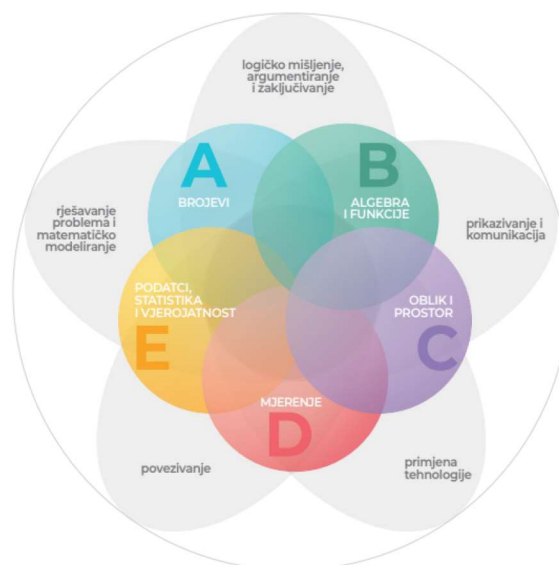 logičko mišljenje,
argumentiranje
i zaključivanje
A
BROJEVI
B
ALGEBRA
I FUNKCIJE
rješavanje
problema i
matematičko
modeliranje
prikazivanje i
komunikacija
PODATCI,
STATISTIKA
I VJEROJATNOST
E
OBLIK I
PROSTOR
C
MJERENJE
D
povezivanje
primjena
tehnologije